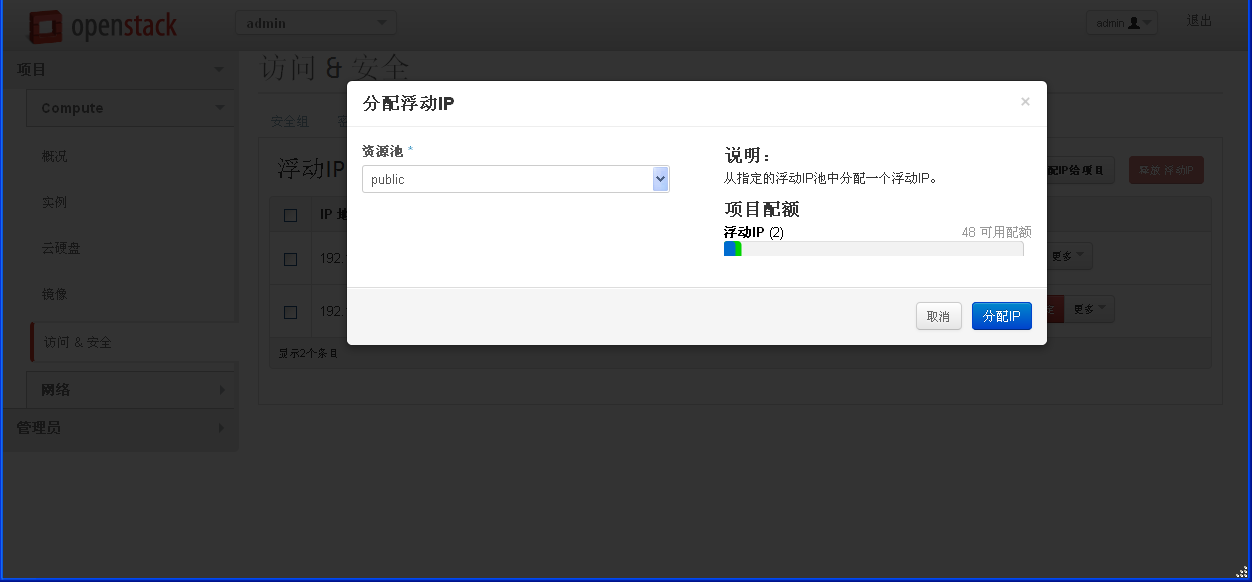 openstack
admin
admin
退出
项目
访问 & 安全
Compute
安全组
概况
实例
云硬盘
镜像
访问 & 安全
网络
管理员
浮动IP
配IP给项目
释放 浮动IP
IP 地
192.
更多
192.
更多
显示2个条目
分配浮动IP
×
资源池 *
public
说明：
从指定的浮动IP池中分配一个浮动IP。
项目配额
浮动IP (2)
48 可用配额
取消
分配IP